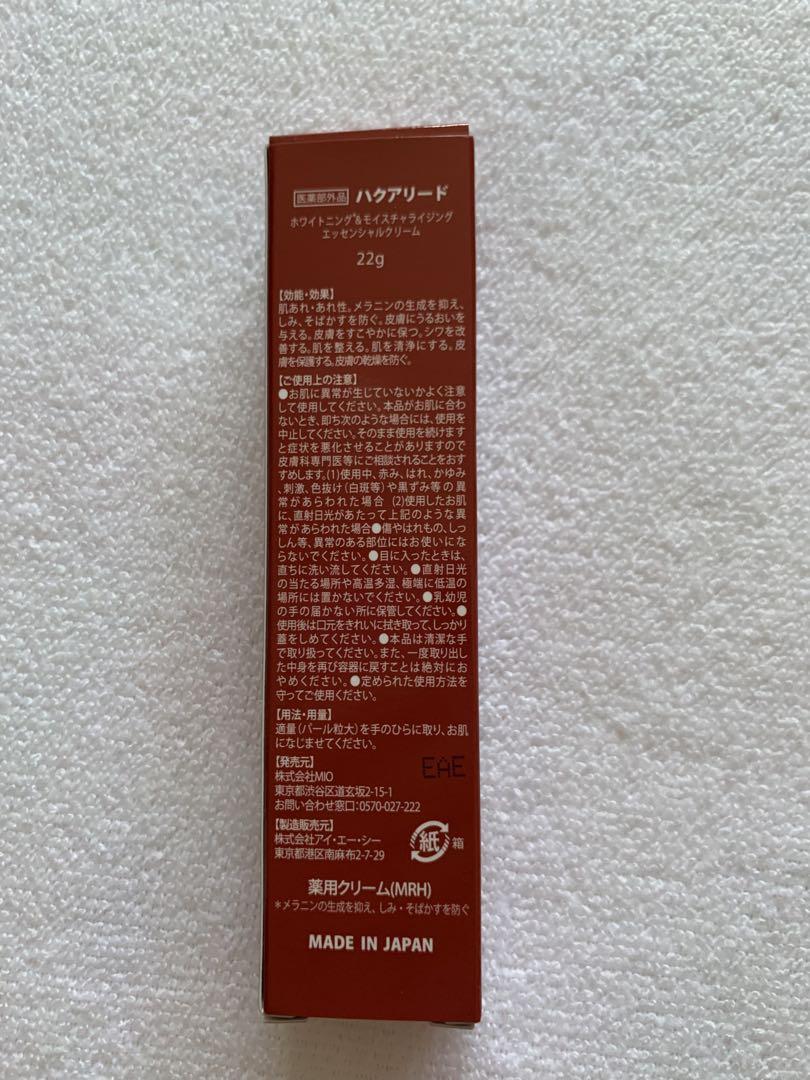 医薬部外品 ハクアリード
ホワイトニング*&モイスチャライジング
エッセンシャルクリーム
22g
【効能・効果】
肌あれ・あれ性。メラニンの生成を抑え、
しみ、そばかすを防ぐ。皮膚にうるおいを
与える。皮膚をすこやかに保つ。シワを改
善する。肌を整える。肌を清浄にする。皮
膚を保護する。皮膚の乾燥を防ぐ。
【ご使用上の注意】
●お肌に異常が生じていないかよく注意
して使用してください。本品がお肌に合わ
ないとき、即ち次のような場合には、使用を
中止してください。そのまま使用を続けます
と症状を悪化させることがありますので
皮膚科専門医等にご相談されることをおす
すめします。(1)使用中、赤み、はれ、かゆみ
、刺激、色抜け(白斑等)や黒ずみ等の異
常があらわれた場合 (2)使用したお肌
に、直射日光があたって上記のような異
常があらわれた場合●傷やはれもの、しっ
しん等、異常のある部位にはお使いにな
らないでください。●目に入ったときは、
直ちに洗い流してください。●直射日光
の当たる場所や高温多湿、極端に低温の
場所には置かないでください。●乳幼児
の手の届かない所に保管してください。●
使用後は口元をきれいに拭き取って、しっかり
蓋をしめてください。●本品は清潔な手
で取り扱ってください。また、一度取り出し
た中身を再び容器に戻すことは絶対にお
やめください。●定められた使用方法を
守ってご使用ください。
【用法・用量】
適量(パール粒大)を手のひらに取り、お肌
になじませてください。
【発売元】
株式会社MIO
東京都渋谷区道玄坂2-15-1
お問い合わせ窓口:0570-027-222
EAE
【製造販売元】
株式会社アイ・エー・シー
東京都港区南麻布2-7-29
紙 箱
薬用クリーム(MRH)
*メラニンの生成を抑え、しみ・そばかすを防ぐ
MADE IN JAPAN